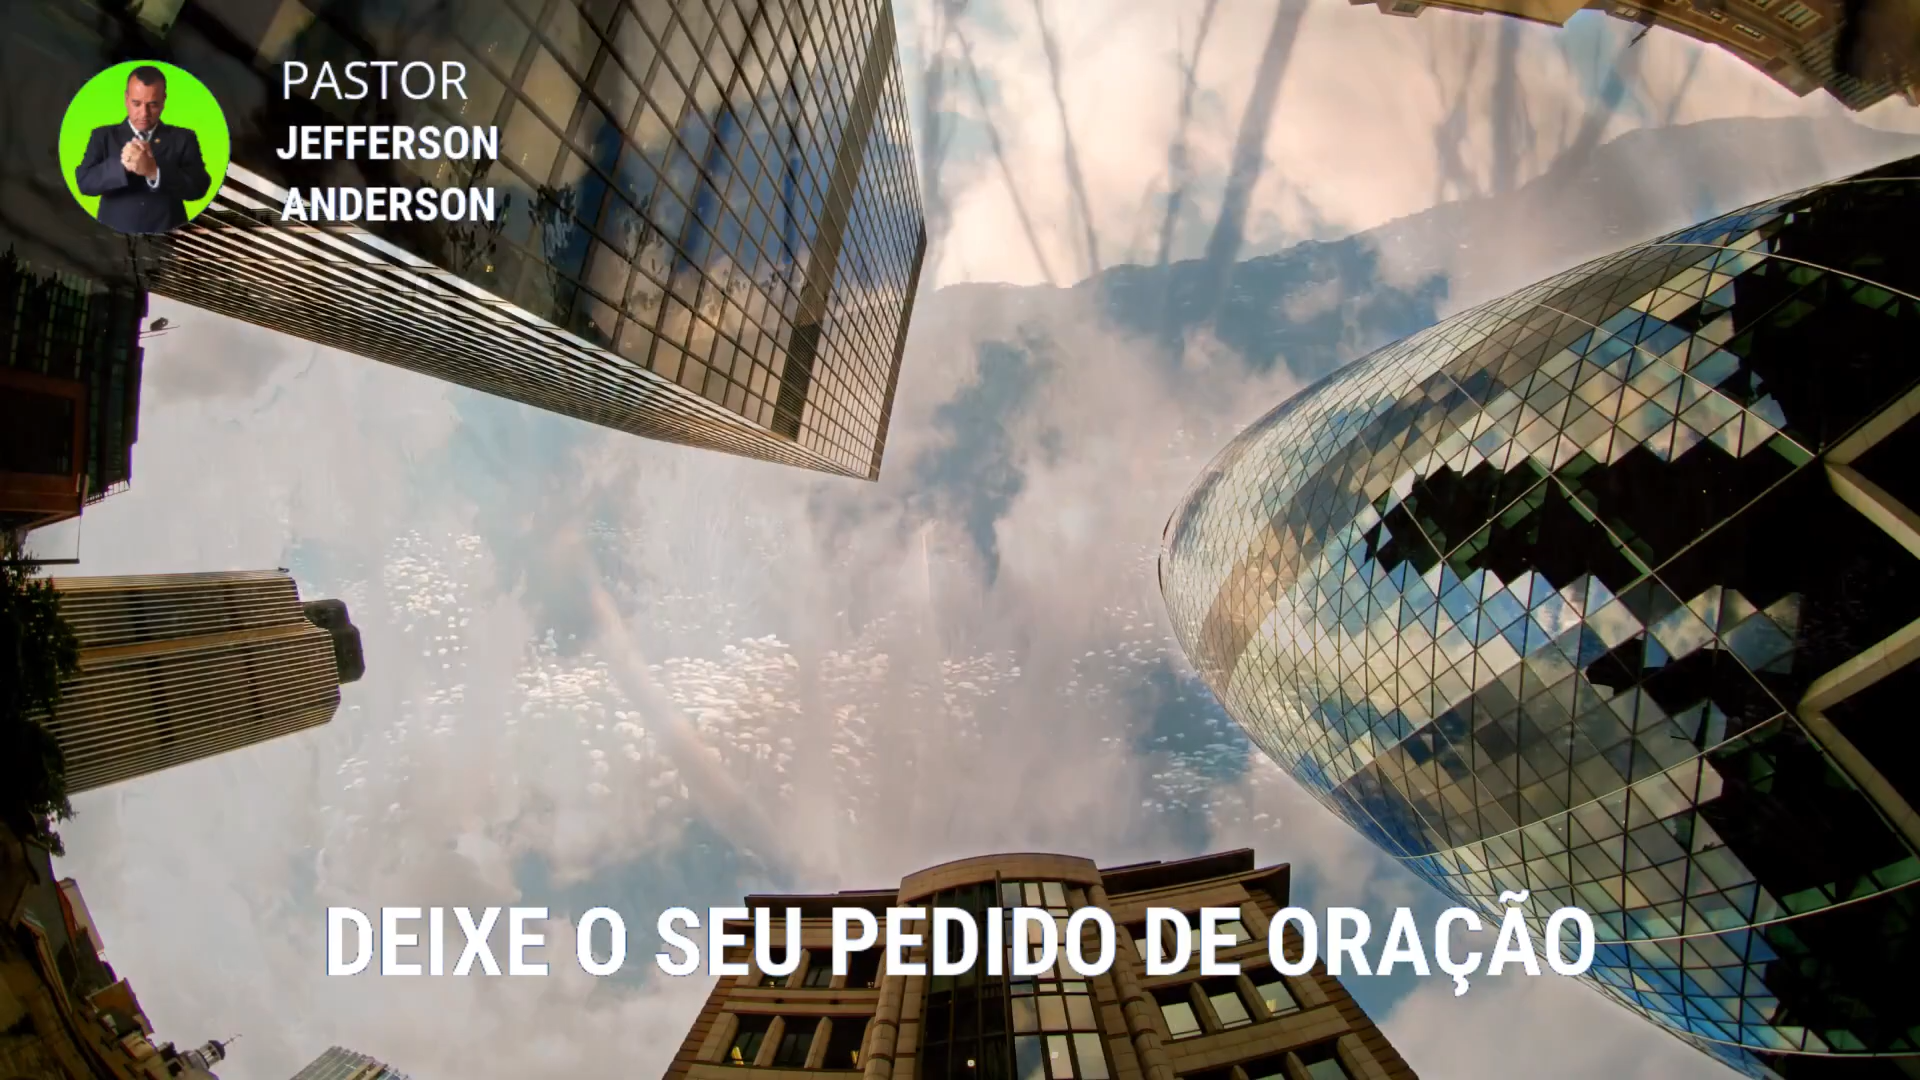 PASTOR
JEFFERSON
ANDERSON
DEIXE O SEU PEDIDO DE ORAÇÃO